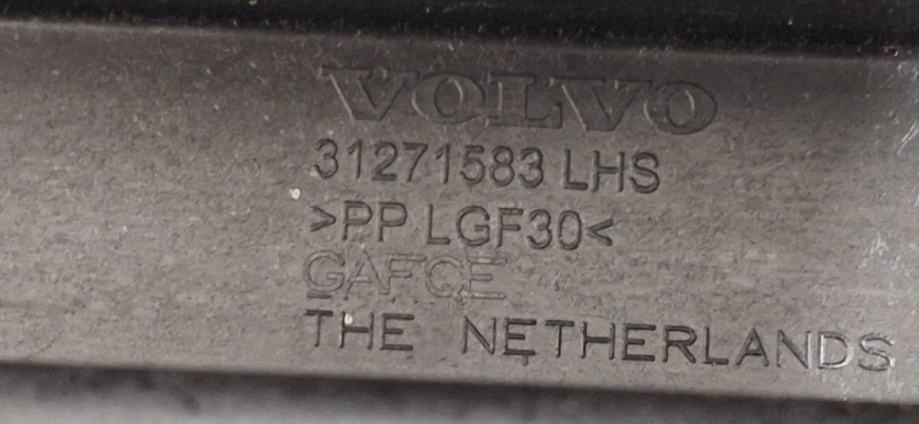 VOLVO
31271583 LHS
>PP LGF30<
GAFCE
THE NETHERLANDS